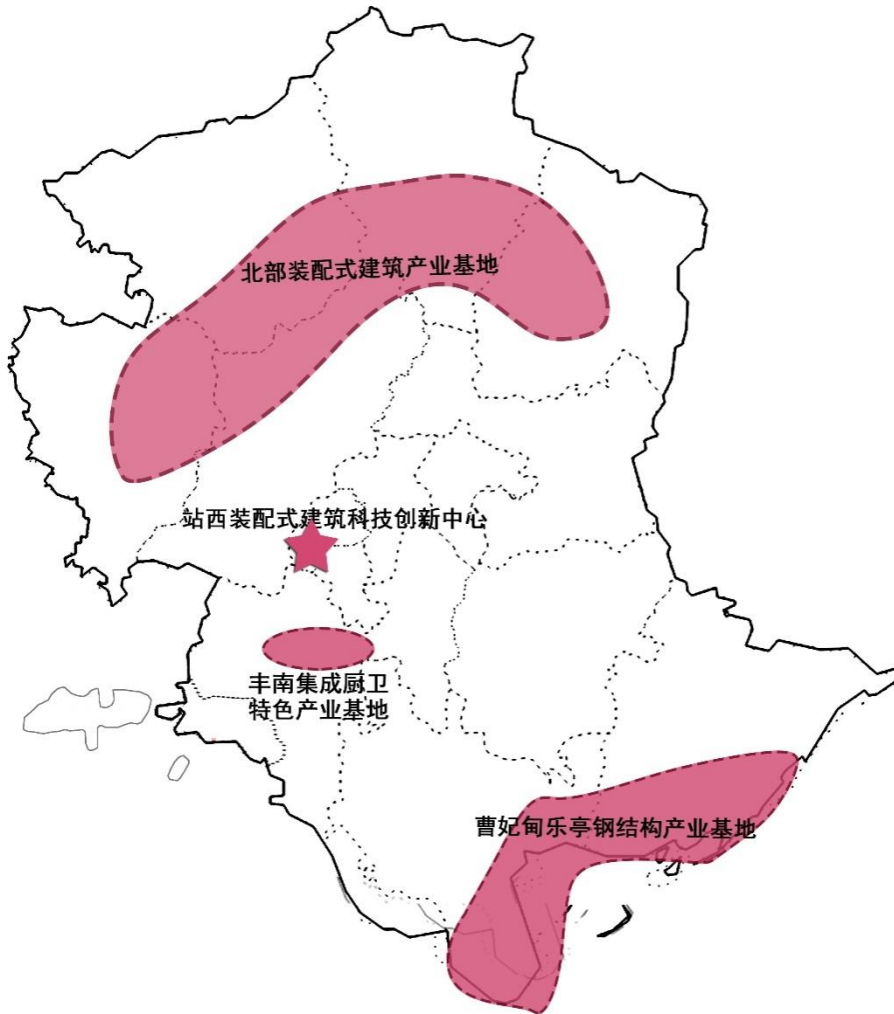 北部装配式建筑产业基地
站西装配式建筑科技创新中心
丰南集成厨卫
特色产业基地
曹妃甸乐亭钢结构产业基地